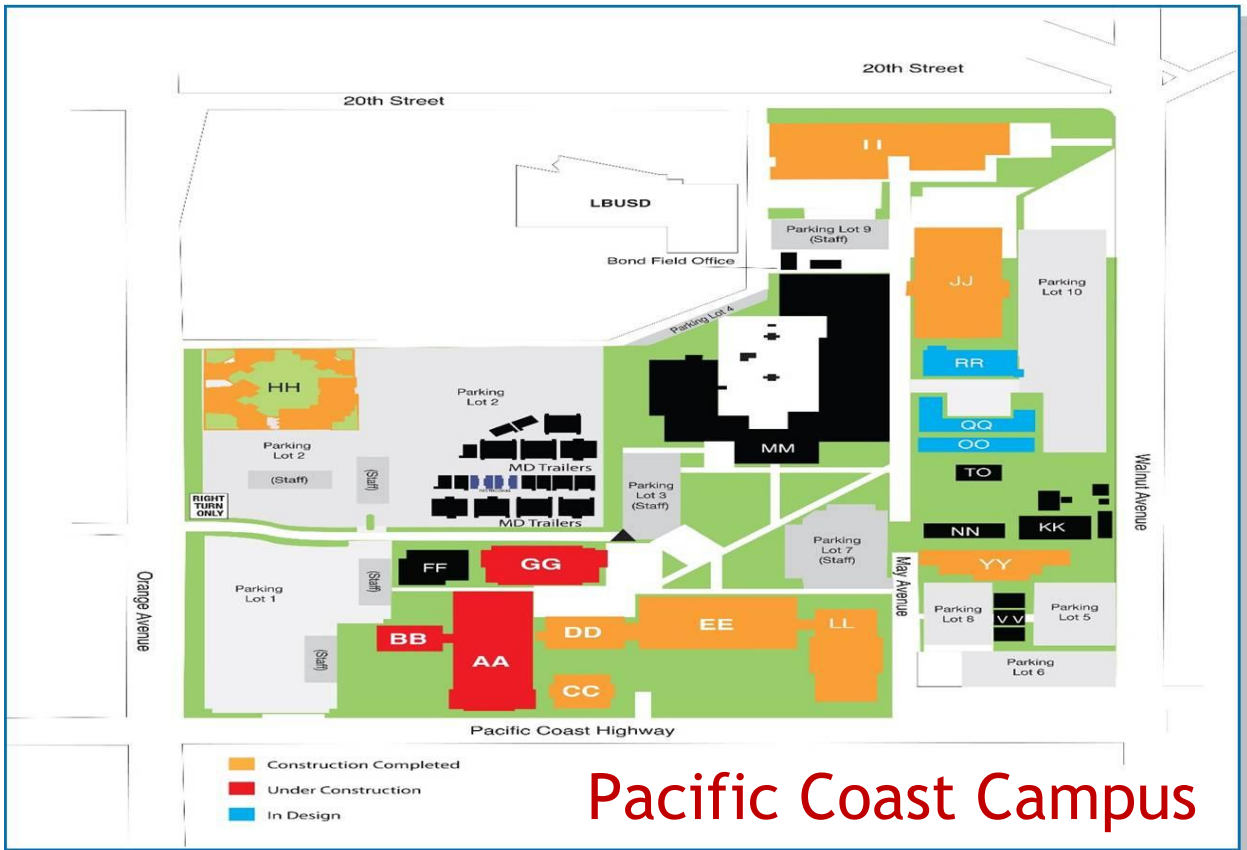 20th Street
20th Street
II
LBUSD
Parking Lot 9
(Staff)
Bond Field Office
JJ
Parking
Lot 10
Parking Lot 4
RR
HH
Parking
Lot 2
QQ
OO
MM
Parking
Lot 2
(Staff)
(Staff)
MD Trailers
TO
Parking
Lot 3
(Staff)
RIGHT
TURN
ONLY
MD Trailers
Walnut Avenue
NN
KK
Parking
Lot 7
(Staff)
FF
GG
YY
May Avenue
Orange Avenue
Parking
Lot 1
(Staff)
Parking
Lot 8
VV
Parking
Lot 5
BB
AA
DD
EE
LL
(Staff)
CC
Parking
Lot 6
Pacific Coast Highway
Construction Completed
Under Construction
In Design
Pacific Coast Campus